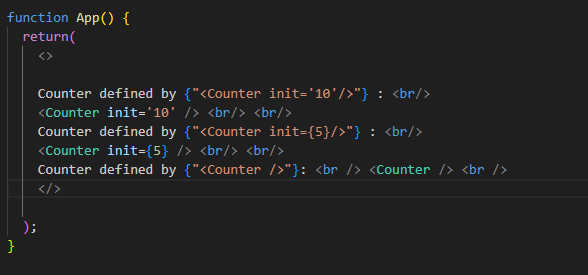 function App() {
return(
<>
Counter defined by {"<Counter init='10'/>"} : <br/>
<Counter init='10' /> <br/> <br/>
Counter defined by {"<Counter init={5}/>"} : <br/>
<Counter init={5} /> <br/> <br/>
Counter defined by {"<Counter />"}: <br /> <Counter /> <br />
</>
);
}